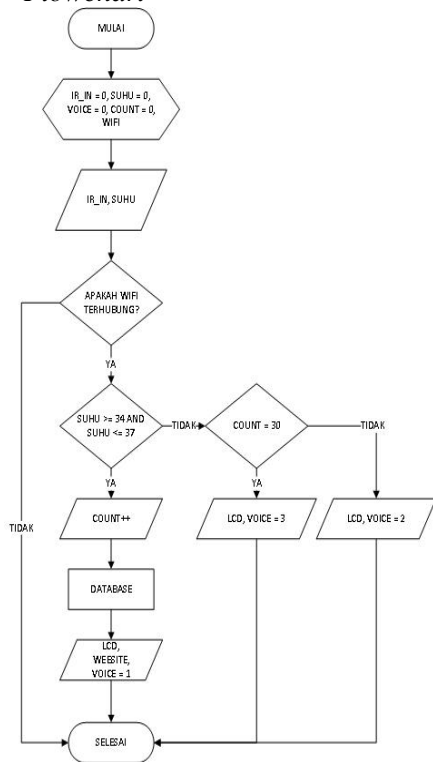 Flowchart
MULAI
IR_IN = 0, SUHU = 0,
VOICE = 0, COUNT = 0,
WIFI
IR_IN, SUHU
APAKAH WIFI
TERHUBUNG?
YA
SUHU >= 34 AND
SUHU <= 37
TIDAK
COUNT = 30
TIDAK
YA
YA
COUNT++
LCD, VOICE = 3
LCD, VOICE = 2
TIDAK
DATABASE
LCD,
WEBSITE,
VOICE = 1
SELESAI